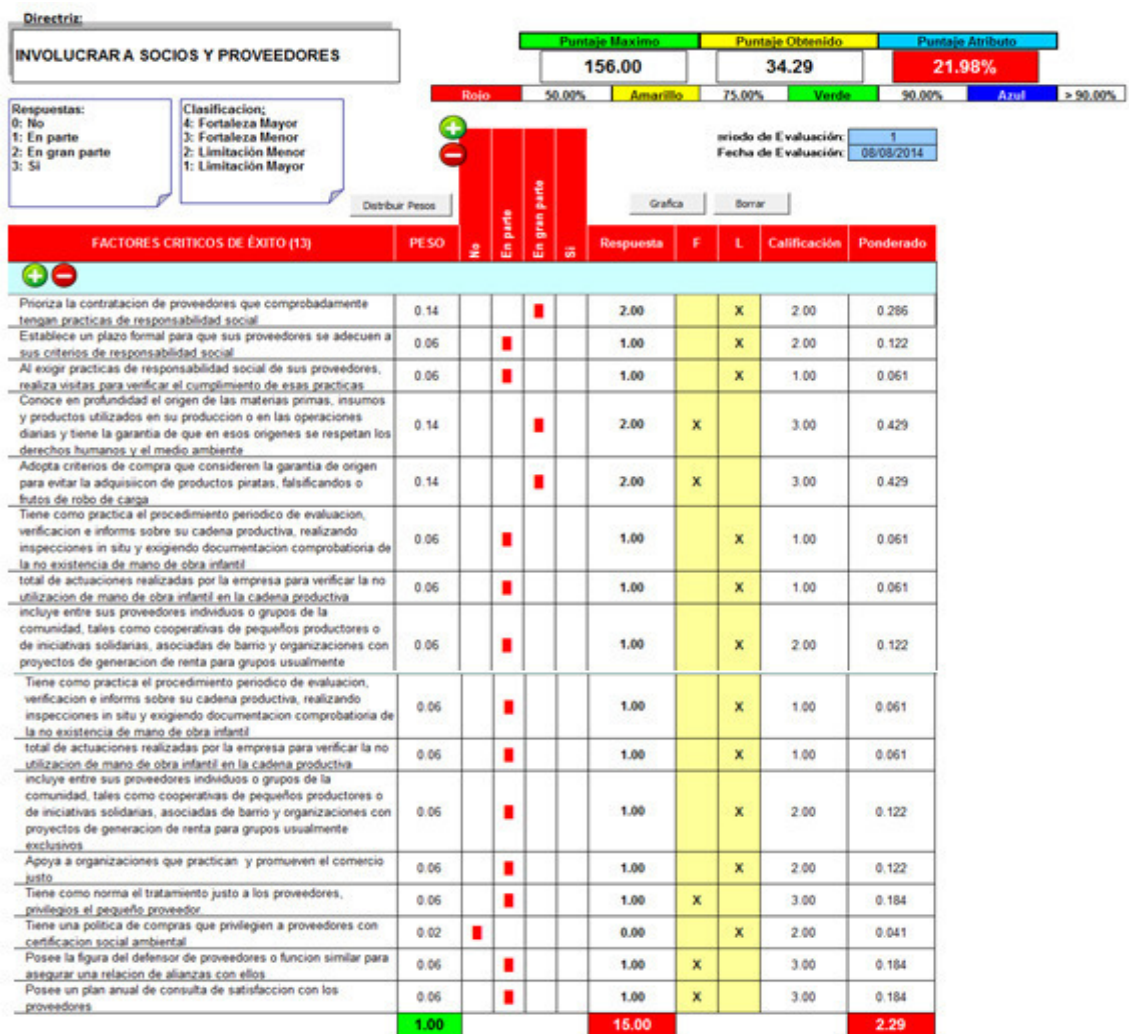 Directriz:
INVOLUCRAR A SOCIOS Y PROVEEDORES
Puntaje Maximo Puntaje Obtenido Puntaje Atributo
156.00 34.29 21.98%
Rojo 50.00% Amarillo 75.00% Verde 90.00% Azul > 90.00%
Respuestas:
0: No
1: En parte
2: En gran parte
3: Si
Clasificacion:
4: Fortaleza Mayor
3: Fortaleza Menor
2: Limitación Menor
1: Limitación Mayor
eriodo de Evaluación: 1
Fecha de Evaluación: 08/08/2014
Distribuir Pesos Grafica Borrar
FACTORES CRITICOS DE ÉXITO (13) PESO No En parte En gran parte Si Respuesta F L Calificación Ponderado
Prioriza la contratacion de proveedores que comprobadamente
tengan practicas de responsabilidad social 0.14 2.00 X 2.00 0.286
Establece un plazo formal para que sus proveedores se adecuen a
sus criterios de responsabilidad social 0.06 1.00 X 2.00 0.122
Al exigir practicas de responsabilidad social de sus proveedores,
realiza visitas para verificar el cumplimiento de esas practicas 0.06 1.00 X 1.00 0.061
Conoce en profundidad el origen de las materias primas, insumos
y productos utilizados en su produccion o en las operaciones
diarias y tiene la garantia de que en esos origenes se respetan los
derechos humanos y el medio ambiente 0.14 2.00 X 3.00 0.429
Adopta criterios de compra que consideren la garantia de origen
para evitar la adquisiicon de productos piratas, falsificandos o
frutos de robo de carga 0.14 2.00 X 3.00 0.429
Tiene como practica el procedimiento periodico de evaluacion,
verificacion e informs sobre su cadena productiva, realizando
inspecciones in situ y exigiendo documentacion comprobatioria de
la no existencia de mano de obra infantil 0.06 1.00 X 1.00 0.061
total de actuaciones realizadas por la empresa para verificar la no
utilizacion de mano de obra infantil en la cadena productiva 0.06 1.00 X 1.00 0.061
incluye entre sus proveedores individuos o grupos de la
comunidad, tales como cooperativas de pequeños productores o
de iniciativas solidarias, asociadas de barrio y organizaciones con
proyectos de generacion de renta para grupos usualmente 0.06 1.00 X 2.00 0.122
Tiene como practica el procedimiento periodico de evaluacion,
verificacion e informs sobre su cadena productiva, realizando
inspecciones in situ y exigiendo documentacion comprobatioria de
la no existencia de mano de obra infantil 0.06 1.00 X 1.00 0.061
total de actuaciones realizadas por la empresa para verificar la no
utilizacion de mano de obra infantil en la cadena productiva 0.06 1.00 X 1.00 0.061
incluye entre sus proveedores individuos o grupos de la
comunidad, tales como cooperativas de pequeños productores o
de iniciativas solidarias, asociadas de barrio y organizaciones con
proyectos de generacion de renta para grupos usualmente
exclusivos 0.06 1.00 X 2.00 0.122
Apoya a organizaciones que practican y promueven el comercio
justo 0.06 1.00 X 2.00 0.122
Tiene como norma el tratamiento justo a los proveedores,
privilegios el pequeño proveedor. 0.06 1.00 X 3.00 0.184
Tiene una politica de compras que privilegien a proveedores con
certificacion social ambiental 0.02 0.00 X 2.00 0.041
Posee la figura del defensor de proveedores o funcion similar para
asegurar una relacion de alianzas con ellos 0.06 1.00 X 3.00 0.184
Posee un plan anual de consulta de satisfaccion con los
proveedores 0.06 1.00 X 3.00 0.184
1.00 15.00 2.29